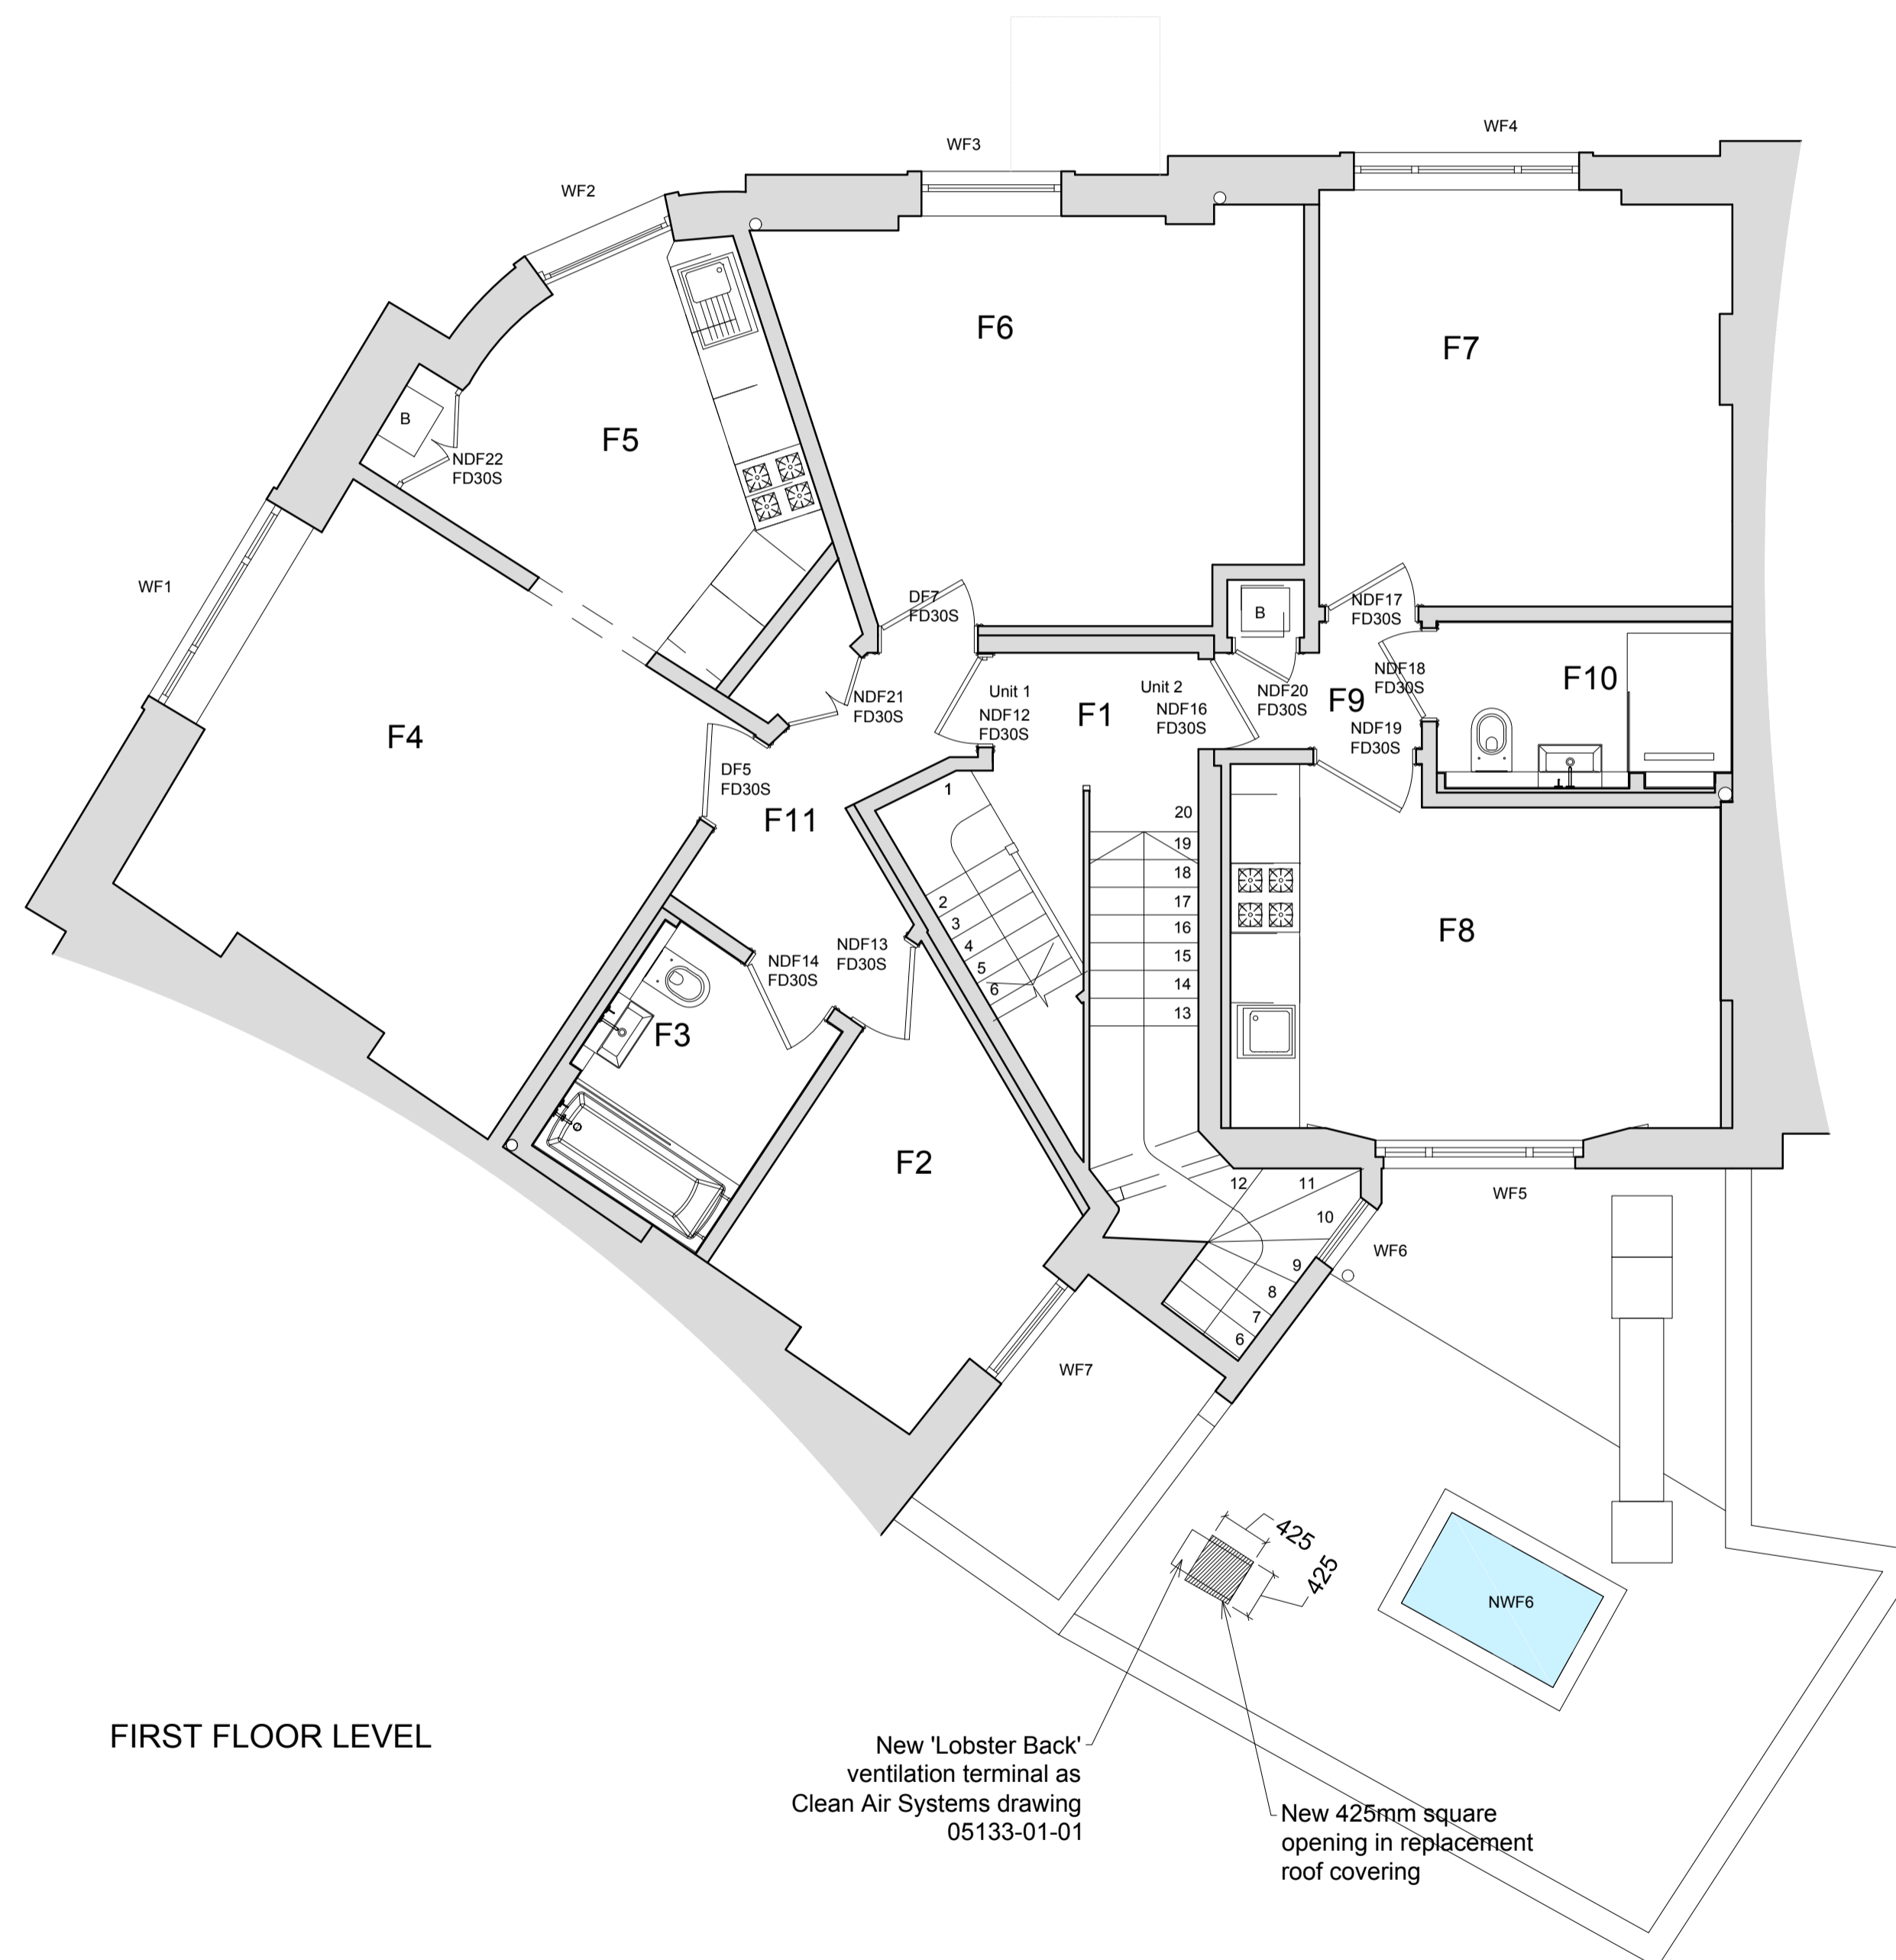 WF4
WF3
WF2
F6
F7
B
F5
NDF22
FD30S
WF1
DF7
FD30S
B
NDF17
FD30S
NDF18
FD30S
F10
NDF21
FD30S
Unit 1
NDF12
FD30S
F1
Unit 2
NDF16
FD30S
NDF20
FD30S
F9
NDF19
FD30S
F4
DF5
FD30S
F11
1
2
3
4
5
6
20
19
18
17
16
15
14
13
F8
NDF14
FD30S
NDF13
FD30S
F3
F2
12
11
10
9
8
7
6
WF5
WF6
WF7
425
425
NWF6
FIRST FLOOR LEVEL
New 'Lobster Back'
ventilation terminal as
Clean Air Systems drawing
05133-01-01
New 425mm square
opening in replacement
roof covering